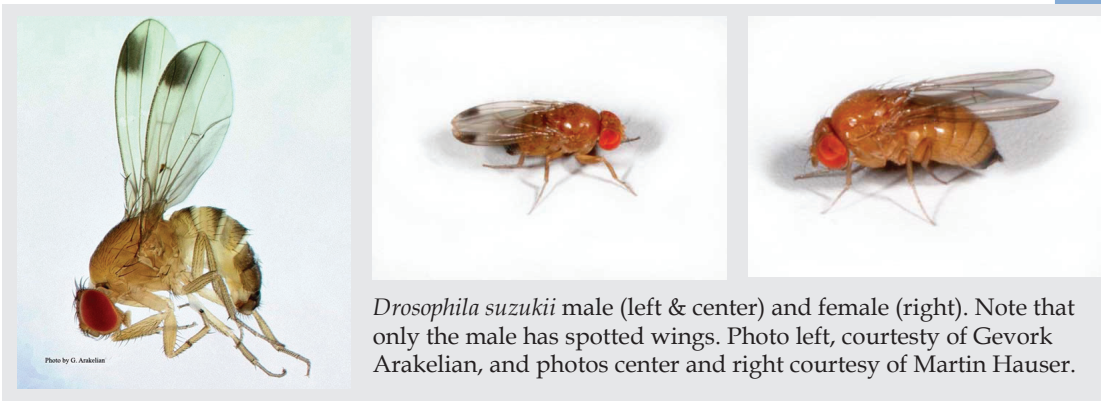 Photo by G. Arakelian
Drosophila suzukii male (left & center) and female (right). Note that
only the male has spotted wings. Photo left, courtesty of Gevork
Arakelian, and photos center and right courtesy of Martin Hauser.